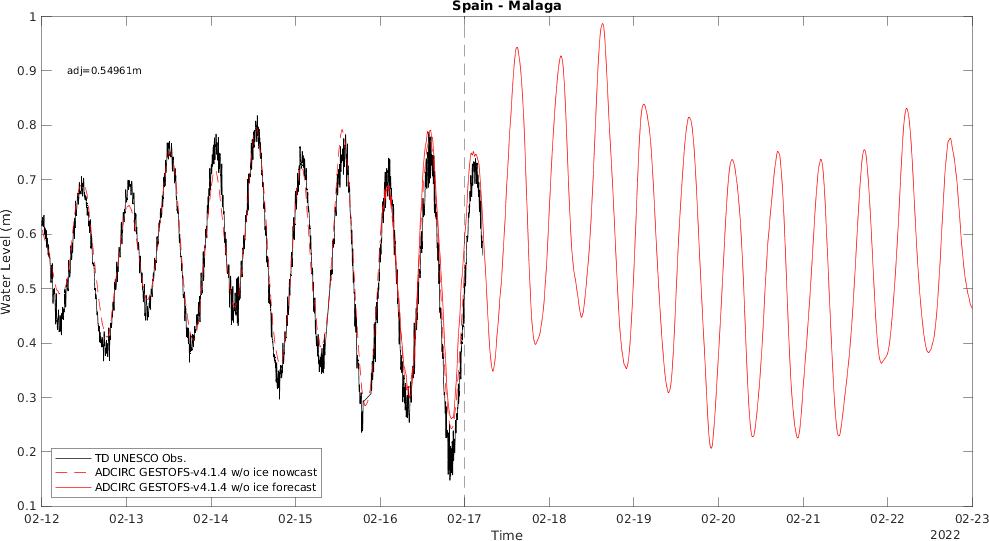 Spain - Malaga
1
0.9
0.8
0.7
0.6
0.5
0.4
0.3
0.2
0.1
Water Level (m)
adj=0.54961m
TD UNESCO Obs.
ADCIRC GESTOFS-v4.1.4 w/o ice nowcast
ADCIRC GESTOFS-v4.1.4 w/o ice forecast
02-12 02-13 02-14 02-15 02-16 02-17 02-18 02-19 02-20 02-21 02-22 02-23
Time
2022